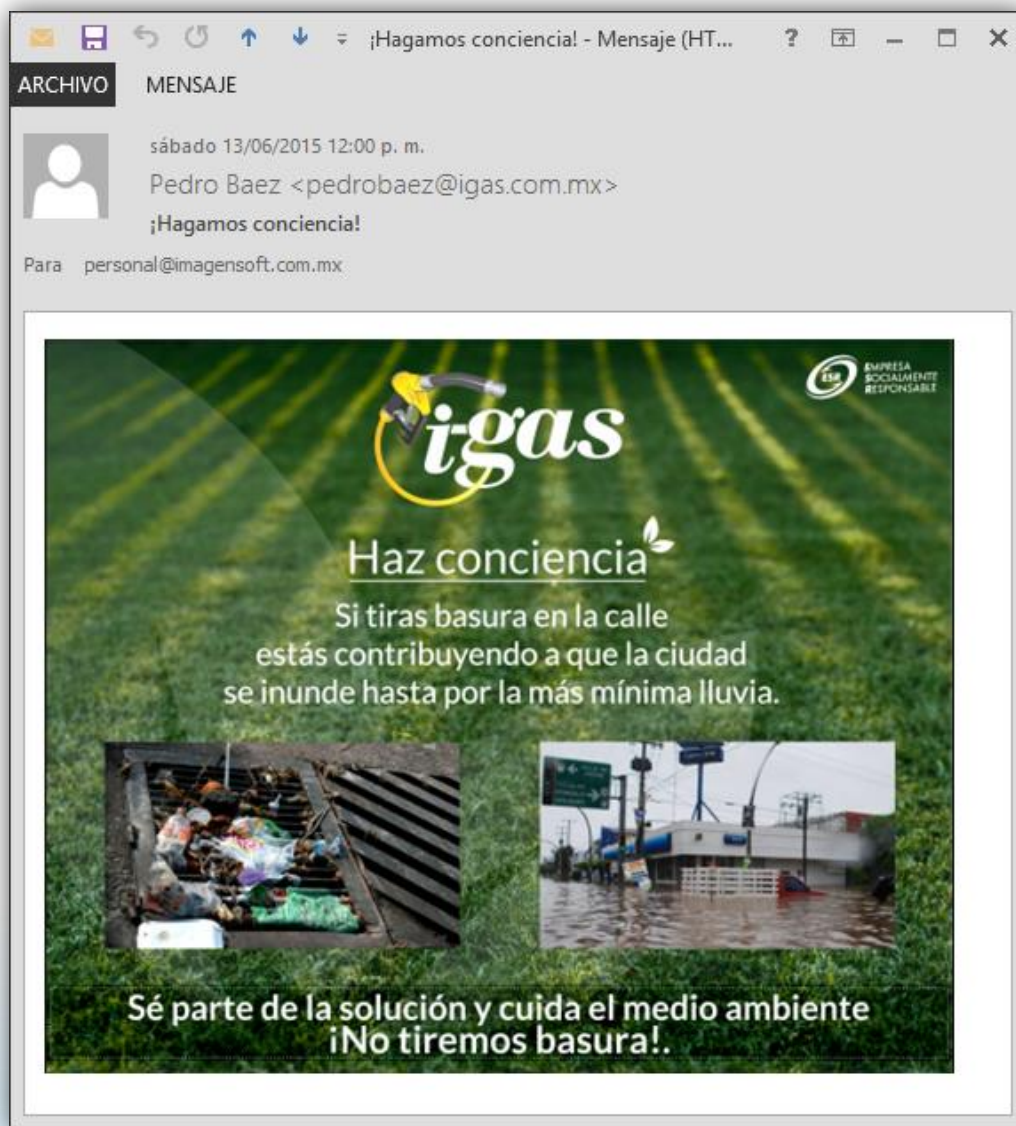 ¡Hagamos conciencia! - Mensaje (HT...
?
ARCHIVO MENSAJE
sábado 13/06/2015 12:00 p. m.
Pedro Baez <pedrobaez@igas.com.mx>
¡Hagamos conciencia!
Para personal@imagensoft.com.mx
i-gas
ESR EMPRESA
SOCIALMENTE
RESPONSABLE
Haz conciencia
Si tiras basura en la calle
estás contribuyendo a que la ciudad
se inunde hasta por la más mínima lluvia.
Sé parte de la solución y cuida el medio ambiente
¡No tiremos basura!.